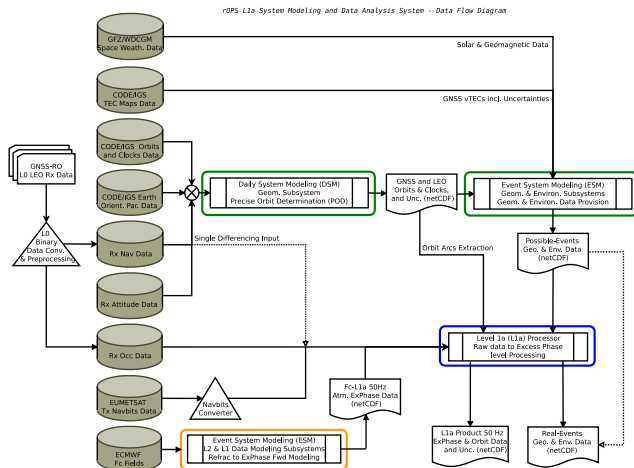 rOPS L1a System Modeling and Data Analysis System - Data Flow Diagram
GFZ/WDCGM
Space Weath. Data
Solar & Geomagnetic Data
CODE/IGS
TEC Maps Data
GNSS vTECs incl. Uncertainties
CODE/IGS Orbits
and Clocks Data
GNSS-RO
L0 LEO Rx Data
CODE/IGS Earth
Orient. Par. Data
Daily System Modeling (DSM)
Geom. Subsystem
Precise Orbit Determination (POD)
GNSS and LEO
Orbits & Clocks,
and Unc. (netCDF)
Event System Modeling (ESM)
Geom. & Environ. Subsystems
Geom. & Environ. Data Provision
L0
Binary
Data Conv.
& Preprocessing
Rx Nav Data
Single Differencing Input
Orbit Arcs Extraction
Possible-Events
Geo. & Env. Data
(netCDF)
Rx Attitude Data
Rx Occ Data
Level 1a (L1a) Processor
Raw data to Excess Phase
level Processing
EUMETSAT
Tx Navbits Data
Navbits
Converter
Fc-L1a 50Hz
Atm. ExPhase Data
(netCDF)
ECMWF
Fc Fields
Event System Modeling (ESM)
L2 & L1 Data Modeling Subsystems
Refrac to ExPhase Fwd Modeling
L1a Product 50 Hz
ExPhase & Orbit Data
and Unc. (netCDF)
Real-Events
Geo. & Env. Data
(netCDF)